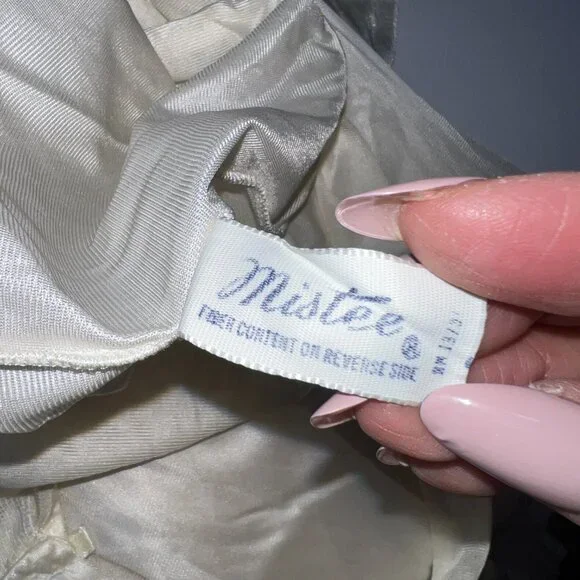 Mistee ®
FIBER CONTENT ON REVERSE SIDE